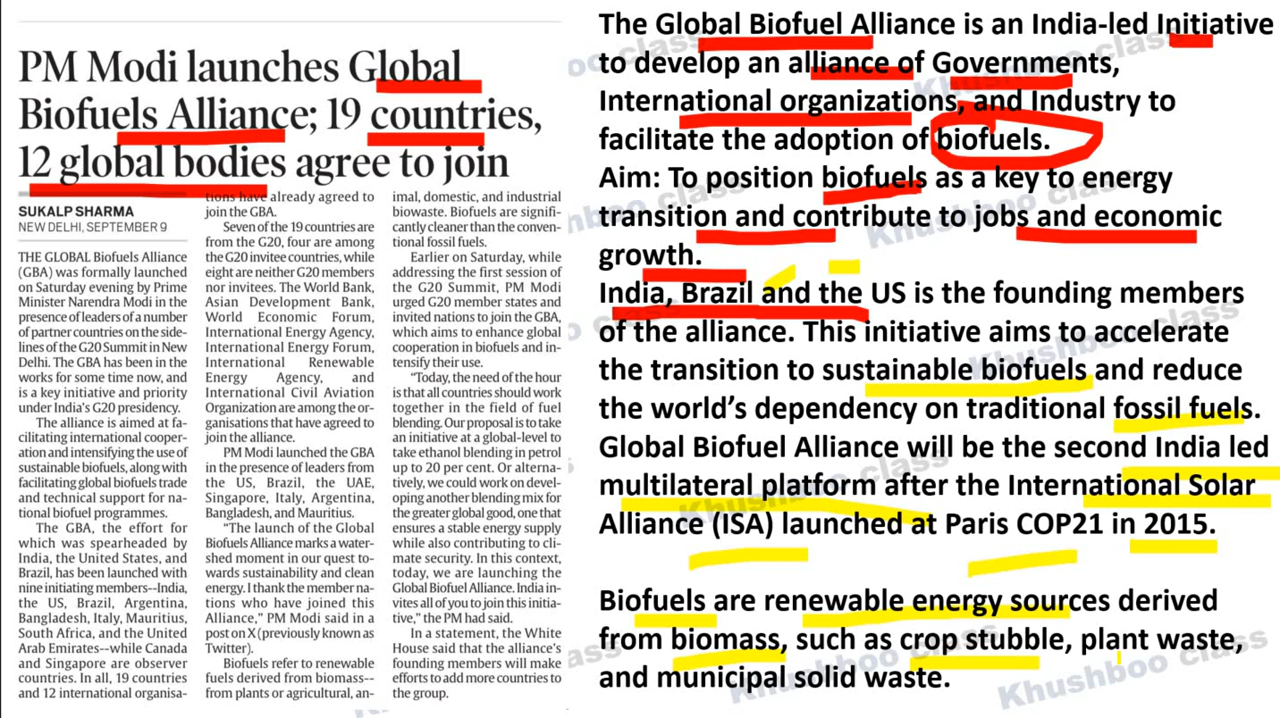 PM Modi launches Global
Biofuels Alliance; 19 countries,
12 global bodies agree to join
SUKALP SHARMA
NEW DELHI, SEPTEMBER 9
THE GLOBAL Biofuels Alliance
(GBA) was formally launched
on Saturday evening by Prime
Minister Narendra Modi in the
presence of leaders of a number
of partner countries on the side-
lines of the G20 Summit in New
Delhi. The GBA has been in the
works for some time now, and
is a key initiative and priority
under India's G20 presidency.
The alliance is aimed at fa-
cilitating international cooper-
ation and intensifying the use of
sustainable biofuels, along with
facilitating global biofuels trade
and technical support for na-
tional biofuel programmes.
The GBA, the effort for
which was spearheaded by
India, the United States, and
Brazil, has been launched with
nine initiating members--India,
the US, Brazil, Argentina,
Bangladesh, Italy, Mauritius,
South Africa, and the United
Arab Emirates--while Canada
and Singapore are observer
countries. In all, 19 countries
and 12 international organisa-
tions have already agreed to
join the GBA.
Seven of the 19 countries are
from the G20, four are among
the G20 invitee countries, while
eight are neither G20 members
nor invitees. The World Bank,
Asian Development Bank,
World Economic Forum,
International Energy Agency,
International Energy Forum,
International Renewable
Energy Agency, and
International Civil Aviation
Organization are among the or-
ganisations that have agreed to
join the alliance.
PM Modi launched the GBA
in the presence of leaders from
the US, Brazil, the UAE,
Singapore, Italy, Argentina,
Bangladesh, and Mauritius.
"The launch of the Global
Biofuels Alliance marks a water-
shed moment in our quest to-
wards sustainability and clean
energy. I thank the member na-
tions who have joined this
Alliance," PM Modi said in a
post on X (previously known as
Twitter).
Biofuels refer to renewable
fuels derived from biomass--
from plants or agricultural, an-
imal, domestic, and industrial
biowaste. Biofuels are signifi-
cantly cleaner than the conven-
tional fossil fuels.
Earlier on Saturday, while
addressing the first session of
the G20 Summit, PM Modi
urged G20 member states and
invited nations to join the GBA,
which aims to enhance global
cooperation in biofuels and in-
tensify their use.
"Today, the need of the hour
is that all countries should work
together in the field of fuel
blending. Our proposal is to take
an initiative at a global-level to
take ethanol blending in petrol
up to 20 per cent. Or alterna-
tively, we could work on devel-
oping another blending mix for
the greater global good, one that
ensures a stable energy supply
while also contributing to cli-
mate security. In this context,
today, we are launching the
Global Biofuel Alliance. India in-
vites all of you to join this initia-
tive," the PM had said.
In a statement, the White
House said that the alliance's
founding members will make
efforts to add more countries to
the group.
The Global Biofuel Alliance is an India-led Initiative
to develop an alliance of Governments,
International organizations, and Industry to
facilitate the adoption of biofuels.
Aim: To position biofuels as a key to energy
transition and contribute to jobs and economic
growth.
India, Brazil and the US is the founding members
of the alliance. This initiative aims to accelerate
the transition to sustainable biofuels and reduce
the world's dependency on traditional fossil fuels.
Global Biofuel Alliance will be the second India led
multilateral platform after the International Solar
Alliance (ISA) launched at Paris COP21 in 2015.
Biofuels are renewable energy sources derived
from biomass, such as crop stubble, plant waste,
and municipal solid waste.
Khushboo class